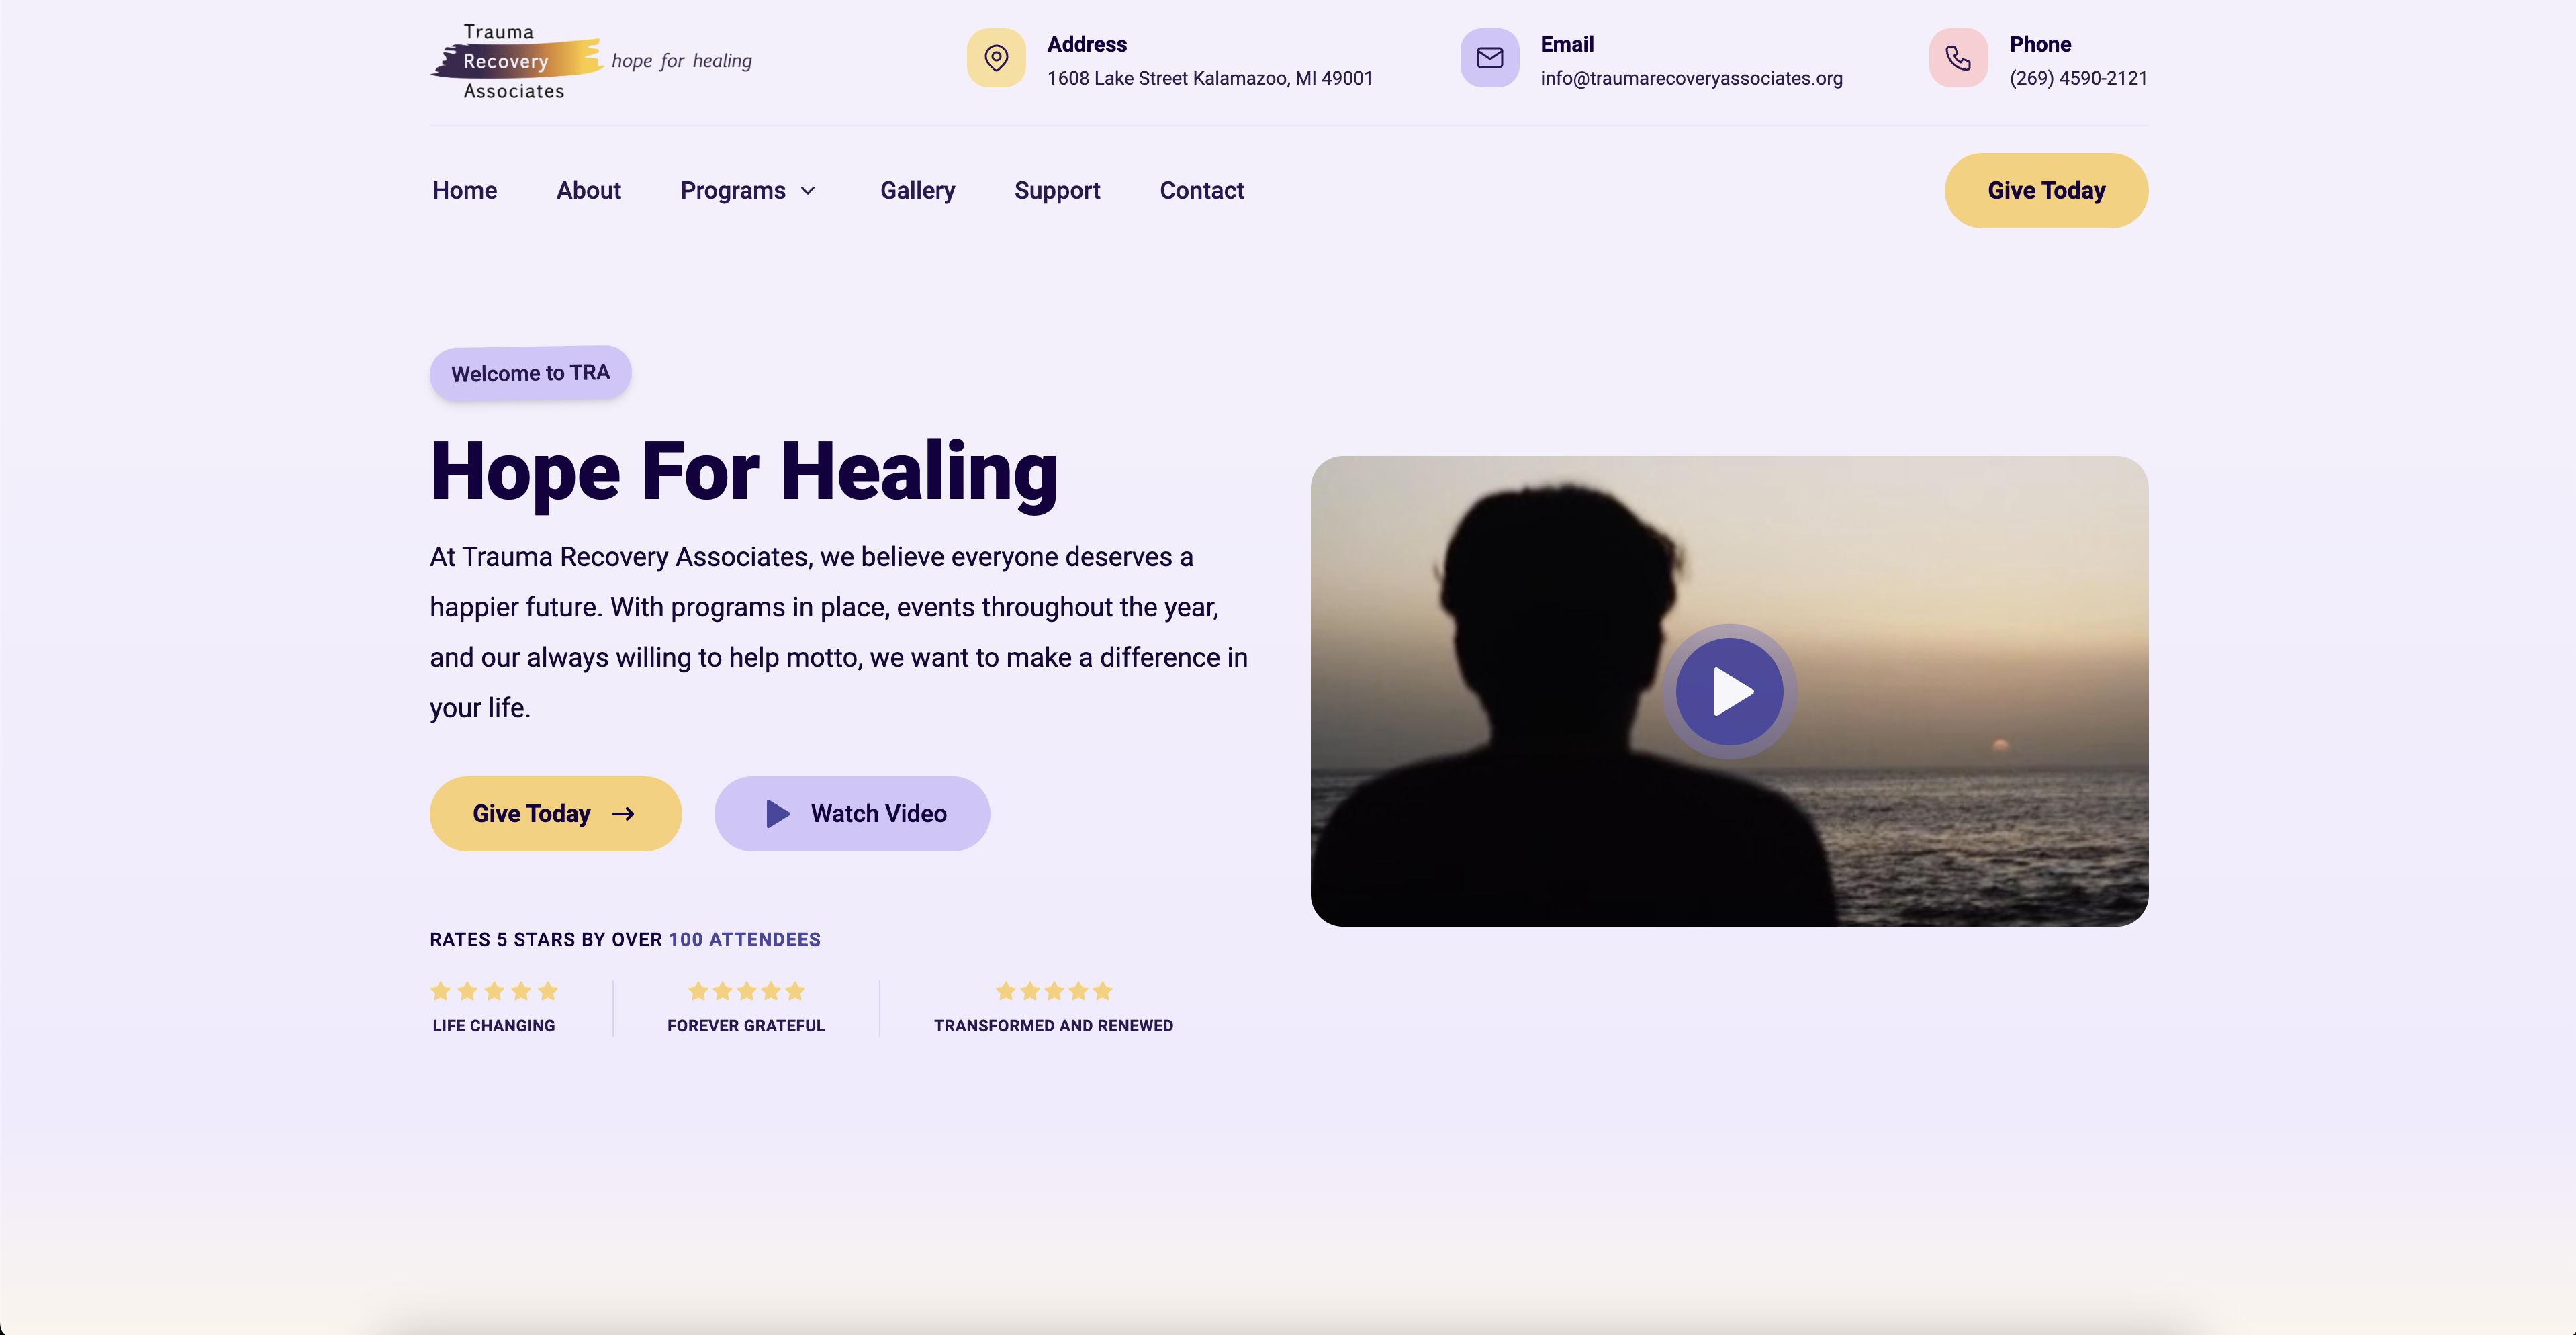 Trauma
Recovery
Associates
hope for healing
Address
1608 Lake Street Kalamazoo, MI 49001
Email
info@traumarecoveryassociates.org
Phone
(269) 4590-2121
Home About Programs Gallery Support Contact Give Today
Welcome to TRA
Hope For Healing
At Trauma Recovery Associates, we believe everyone deserves a
happier future. With programs in place, events throughout the year,
and our always willing to help motto, we want to make a difference in
your life.
Give Today Watch Video
RATES 5 STARS BY OVER 100 ATTENDEES
LIFE CHANGING FOREVER GRATEFUL TRANSFORMED AND RENEWED